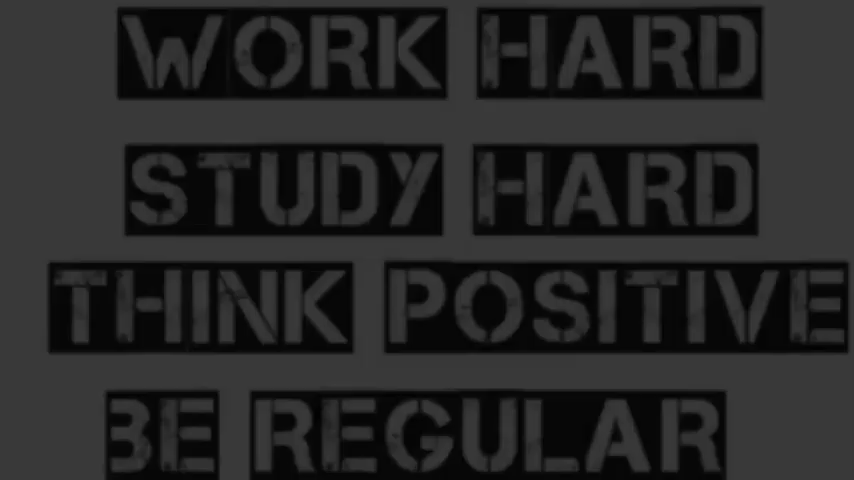 WORK HARD
STUDY HARD
THINK POSITIVE
BE REGULAR